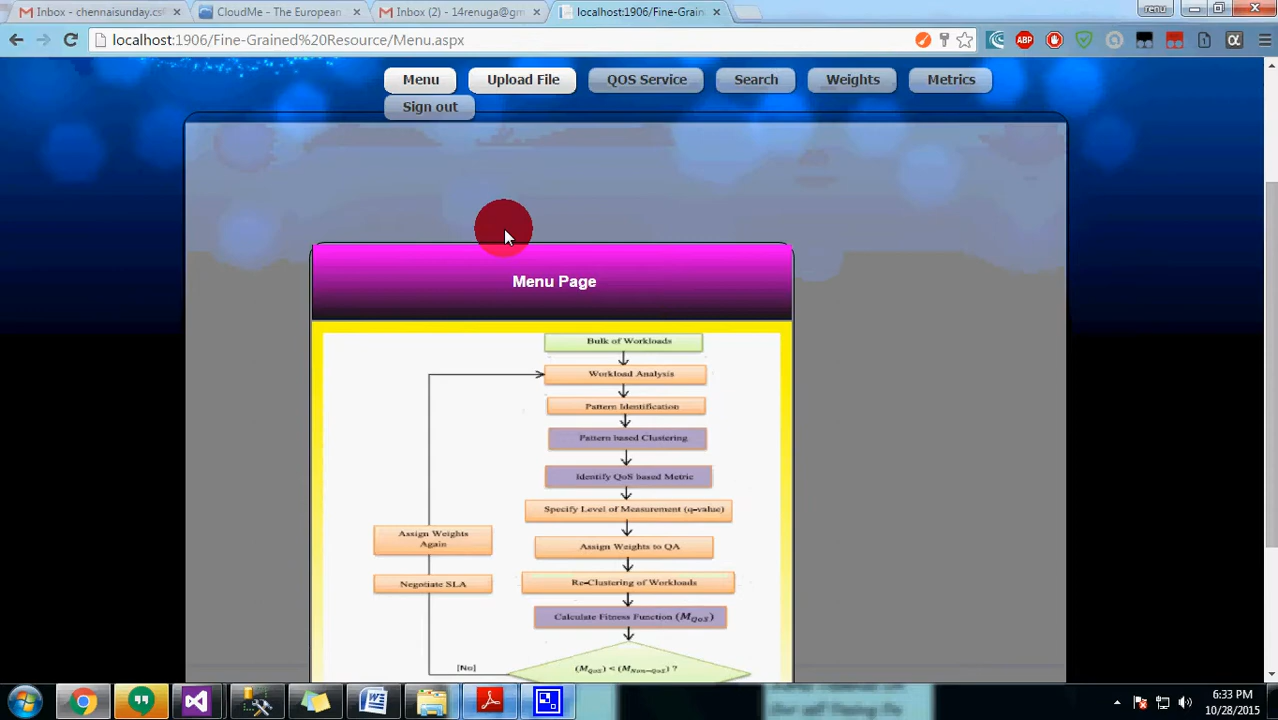 Inbox - chennaisunday.csl
CloudMe - The European
Inbox (2) - 14renuga@gm
localhost:1906/Fine-Grain
renu
localhost:1906/Fine-Grained%20Resource/Menu.aspx
ABP
Menu
Upload File
QOS Service
Search
Weights
Metrics
Sign out
Menu Page
Bulk of Workloads
Workload Analysis
Pattern Identification
Pattern based Clustering
Identify QoS based Metric
Specify Level of Measurement (q-value)
Assign Weights Again
Assign Weights to QA
Negotiate SLA
Re-Clustering of Workloads
Calculate Fitness Function (M_QoS)
[No]
(M_QoS) < (M_Non-QoS) ?
6:33 PM
10/28/2015